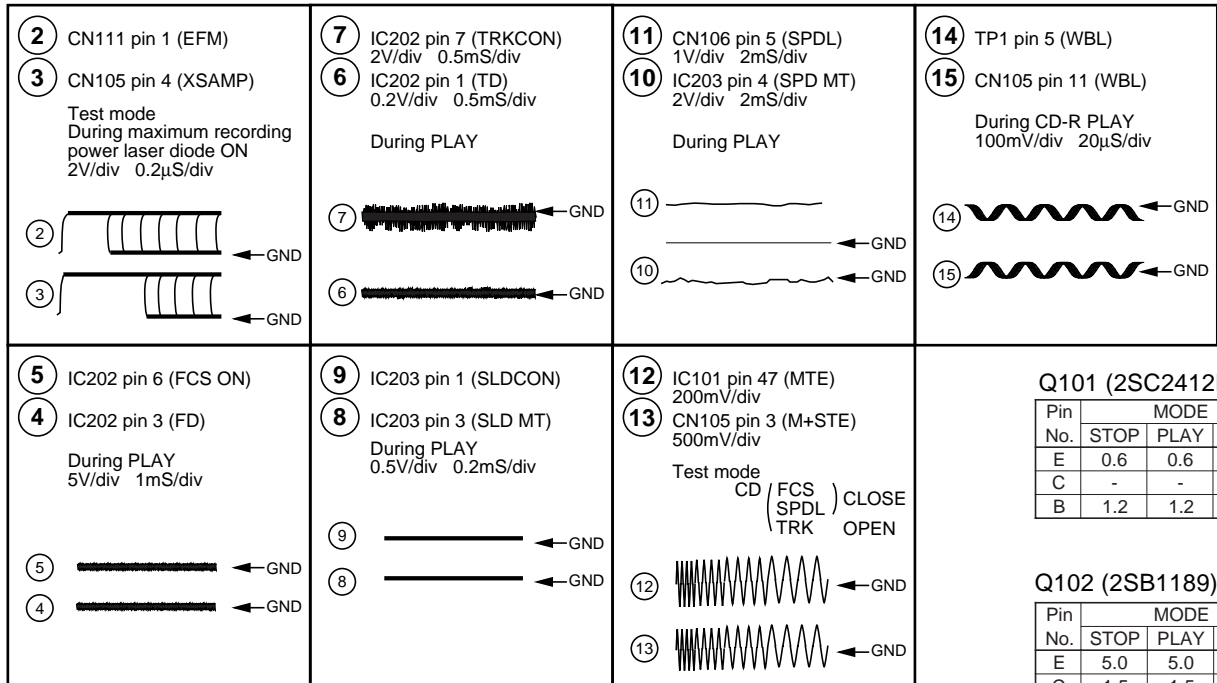 2 CN111 pin 1 (EFM)
3 CN105 pin 4 (XSAMP)
Test mode
During maximum recording
power laser diode ON
2V/div 0.2µS/div
2
GND
3
GND
7 IC202 pin 7 (TRKCON)
2V/div 0.5mS/div
6 IC202 pin 1 (TD)
0.2V/div 0.5mS/div
During PLAY
7
GND
6
GND
11 CN106 pin 5 (SPDL)
1V/div 2mS/div
10 IC203 pin 4 (SPD MT)
2V/div 2mS/div
During PLAY
11
GND
10
GND
14 TP1 pin 5 (WBL)
15 CN105 pin 11 (WBL)
During CD-R PLAY
100mV/div 20µS/div
14
GND
15
GND
5 IC202 pin 6 (FCS ON)
4 IC202 pin 3 (FD)
During PLAY
5V/div 1mS/div
5
GND
4
GND
9 IC203 pin 1 (SLDCON)
8 IC203 pin 3 (SLD MT)
During PLAY
0.5V/div 0.2mS/div
9
GND
8
GND
12 IC101 pin 47 (MTE)
200mV/div
13 CN105 pin 3 (M+STE)
500mV/div
Test mode
CD ( FCS
SPDL ) CLOSE
TRK OPEN
12
GND
13
GND
Q101 (2SC2412
Pin MODE
No. STOP PLAY
E 0.6 0.6
C - -
B 1.2 1.2
Q102 (2SB1189)
Pin MODE
No. STOP PLAY
E 5.0 5.0